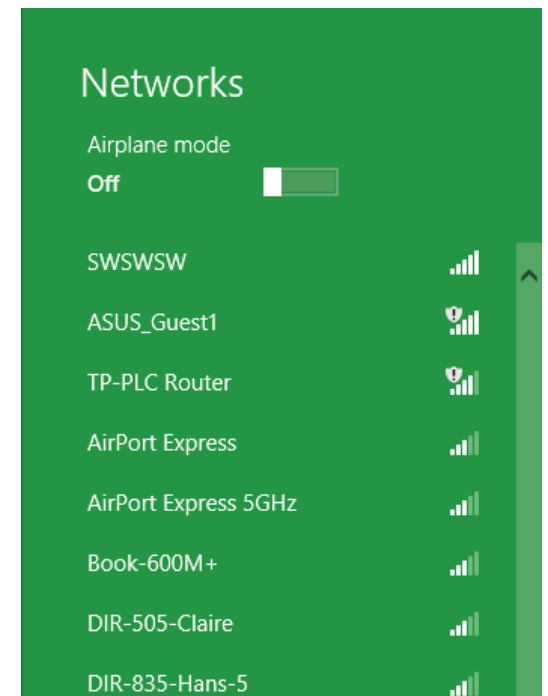 Networks
Airplane mode
Off
SWSWSW
ASUS_Guest1
TP-PLC Router
AirPort Express
AirPort Express 5GHz
Book-600M+
DIR-505-Claire
DIR-835-Hans-5